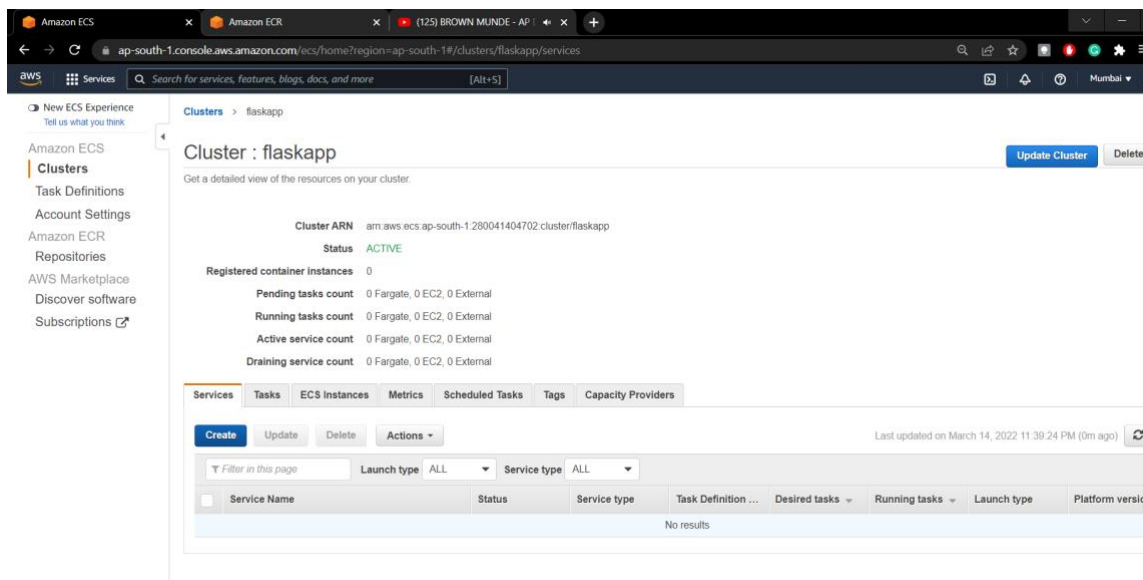 Amazon ECS Amazon ECR (125) BROWN MUNDE - AP
ap-south-1.console.aws.amazon.com/ecs/home?region=ap-south-1#/clusters/flaskapp/services
aws Services Search for services, features, blogs, docs, and more [Alt+S] Mumbai
New ECS Experience
Tell us what you think
Amazon ECS
Clusters
Task Definitions
Account Settings
Amazon ECR
Repositories
AWS Marketplace
Discover software
Subscriptions
Clusters > flaskapp
Cluster : flaskapp
Update Cluster Delete
Get a detailed view of the resources on your cluster.
Cluster ARN arn:aws:ecs:ap-south-1:280041404702:cluster/flaskapp
Status ACTIVE
Registered container instances 0
Pending tasks count 0 Fargate, 0 EC2, 0 External
Running tasks count 0 Fargate, 0 EC2, 0 External
Active service count 0 Fargate, 0 EC2, 0 External
Draining service count 0 Fargate, 0 EC2, 0 External
Services Tasks ECS Instances Metrics Scheduled Tasks Tags Capacity Providers
Create Update Delete Actions Last updated on March 14, 2022 11:39:24 PM (0m ago)
Filter in this page Launch type ALL Service type ALL
Service Name Status Service type Task Definition ... Desired tasks Running tasks Launch type Platform versio
No results